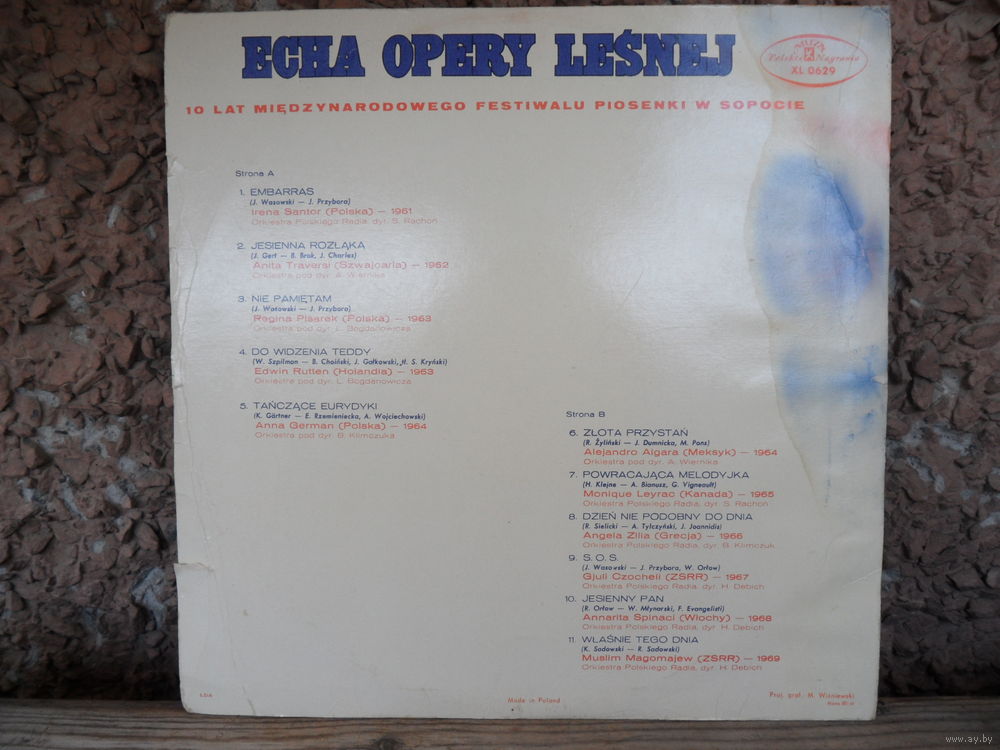 ECHA OPERY LEŚNEJ
MUZA
Polskie Nagrania
XL 0629
10 LAT MIĘDZYNARODOWEGO FESTIWALU PIOSENKI W SOPOCIE
Strona A
1. EMBARRAS
(J. Wasowski — J. Przybora)
Irena Santor (Polska) — 1961
Orkiestra Polskiego Radia, dyr. S. Rachoń
2. JESIENNA ROZŁĄKA
(J. Gert — B. Brok, J. Charles)
Anita Traversi (Szwajcaria) — 1962
Orkiestra pod dyr. A. Wiernika
3. NIE PAMIĘTAM
(J. Wasowski — J. Przybora)
Regina Pisarek (Polska) — 1963
Orkiestra pod dyr. L. Bogdanowicza
4. DO WIDZENIA TEDDY
(W. Szpilman — B. Choiński, J. Gałkowski, H. S. Kryński)
Edwin Rutten (Holandia) — 1963
Orkiestra pod dyr. L. Bogdanowicza
5. TAŃCZĄCE EURYDYKI
(K. Gärtner — E. Rzemieniecka, A. Wojciechowski)
Anna German (Polska) — 1964
Orkiestra pod dyr. B. Klimczuka
Strona B
6. ZŁOTA PRZYSTAŃ
(R. Żyliński — J. Dumnicka, M. Pons)
Alejandro Algara (Meksyk) — 1964
Orkiestra pod dyr. A. Wiernika
7. POWRACAJĄCA MELODYJKA
(H. Klejne — A. Bianusz, G. Vigneault)
Monique Leyrac (Kanada) — 1965
Orkiestra Polskiego Radia, dyr. S. Rachoń
8. DZIEŃ NIE PODOBNY DO DNIA
(R. Sielicki — A. Tylczyński, J. Joannidis)
Angela Zilia (Grecja) — 1966
Orkiestra Polskiego Radia, dyr. B. Klimczuk
9. S.O.S.
(J. Wasowski — J. Przybora, W. Orłow)
Gjuli Czocheli (ZSRR) — 1967
Orkiestra Polskiego Radia, dyr. H. Debich
10. JESIENNY PAN
(R. Orłow — W. Młynarski, F. Evangelisti)
Annarita Spinaci (Włochy) — 1968
Orkiestra Polskiego Radia, dyr. H. Debich
11. WŁAŚNIE TEGO DNIA
(K. Sadowski — R. Sadowski)
Muslim Magomajew (ZSRR) — 1969
Orkiestra Polskiego Radia, dyr. H. Debich
Made in Poland
Proj. graf. M. Wiśniewski
www.ay.by